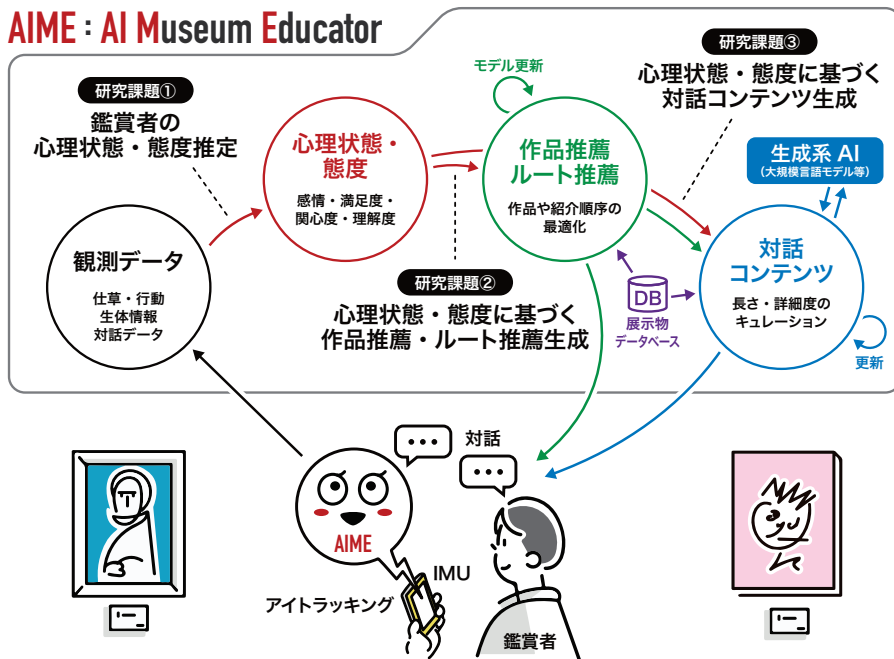 AIME : AI Museum Educator
研究課題①
鑑賞者の
心理状態・態度推定
心理状態・
態度
感情・満足度・
関心度・理解度
モデル更新
作品推薦
ルート推薦
作品や紹介順序の
最適化
研究課題③
心理状態・態度に基づく
対話コンテンツ生成
生成系 AI
(大規模言語モデル等)
観測データ
仕草・行動
生体情報
対話データ
研究課題②
心理状態・態度に基づく
作品推薦・ルート推薦生成
DB
展示物
データベース
対話
コンテンツ
長さ・詳細度の
キュレーション
更新
対話
AIME
IMU
アイトラッキング
鑑賞者